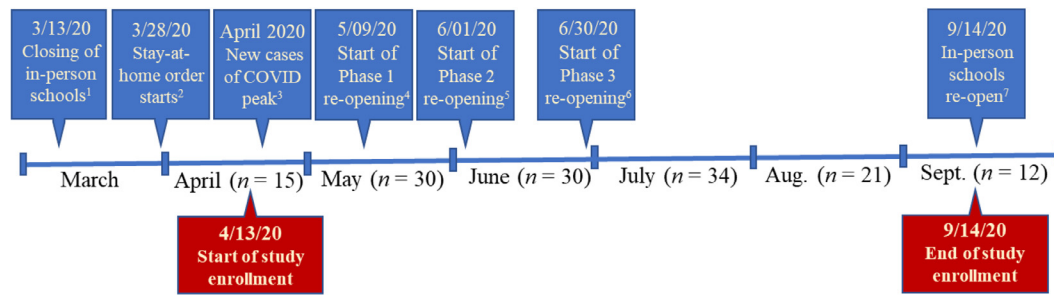 3/13/20
Closing of
in-person
schools¹
3/28/20
Stay-at-
home order
starts²
April 2020
New cases
of COVID
peak³
5/09/20
Start of
Phase 1
re-opening⁴
6/01/20
Start of
Phase 2
re-opening⁵
6/30/20
Start of
Phase 3
re-opening⁶
9/14/20
In-person
schools
re-open⁷
March
April (n = 15)
May (n = 30)
June (n = 30)
July (n = 34)
Aug. (n = 21)
Sept. (n = 12)
4/13/20
Start of study
enrollment
9/14/20
End of study
enrollment